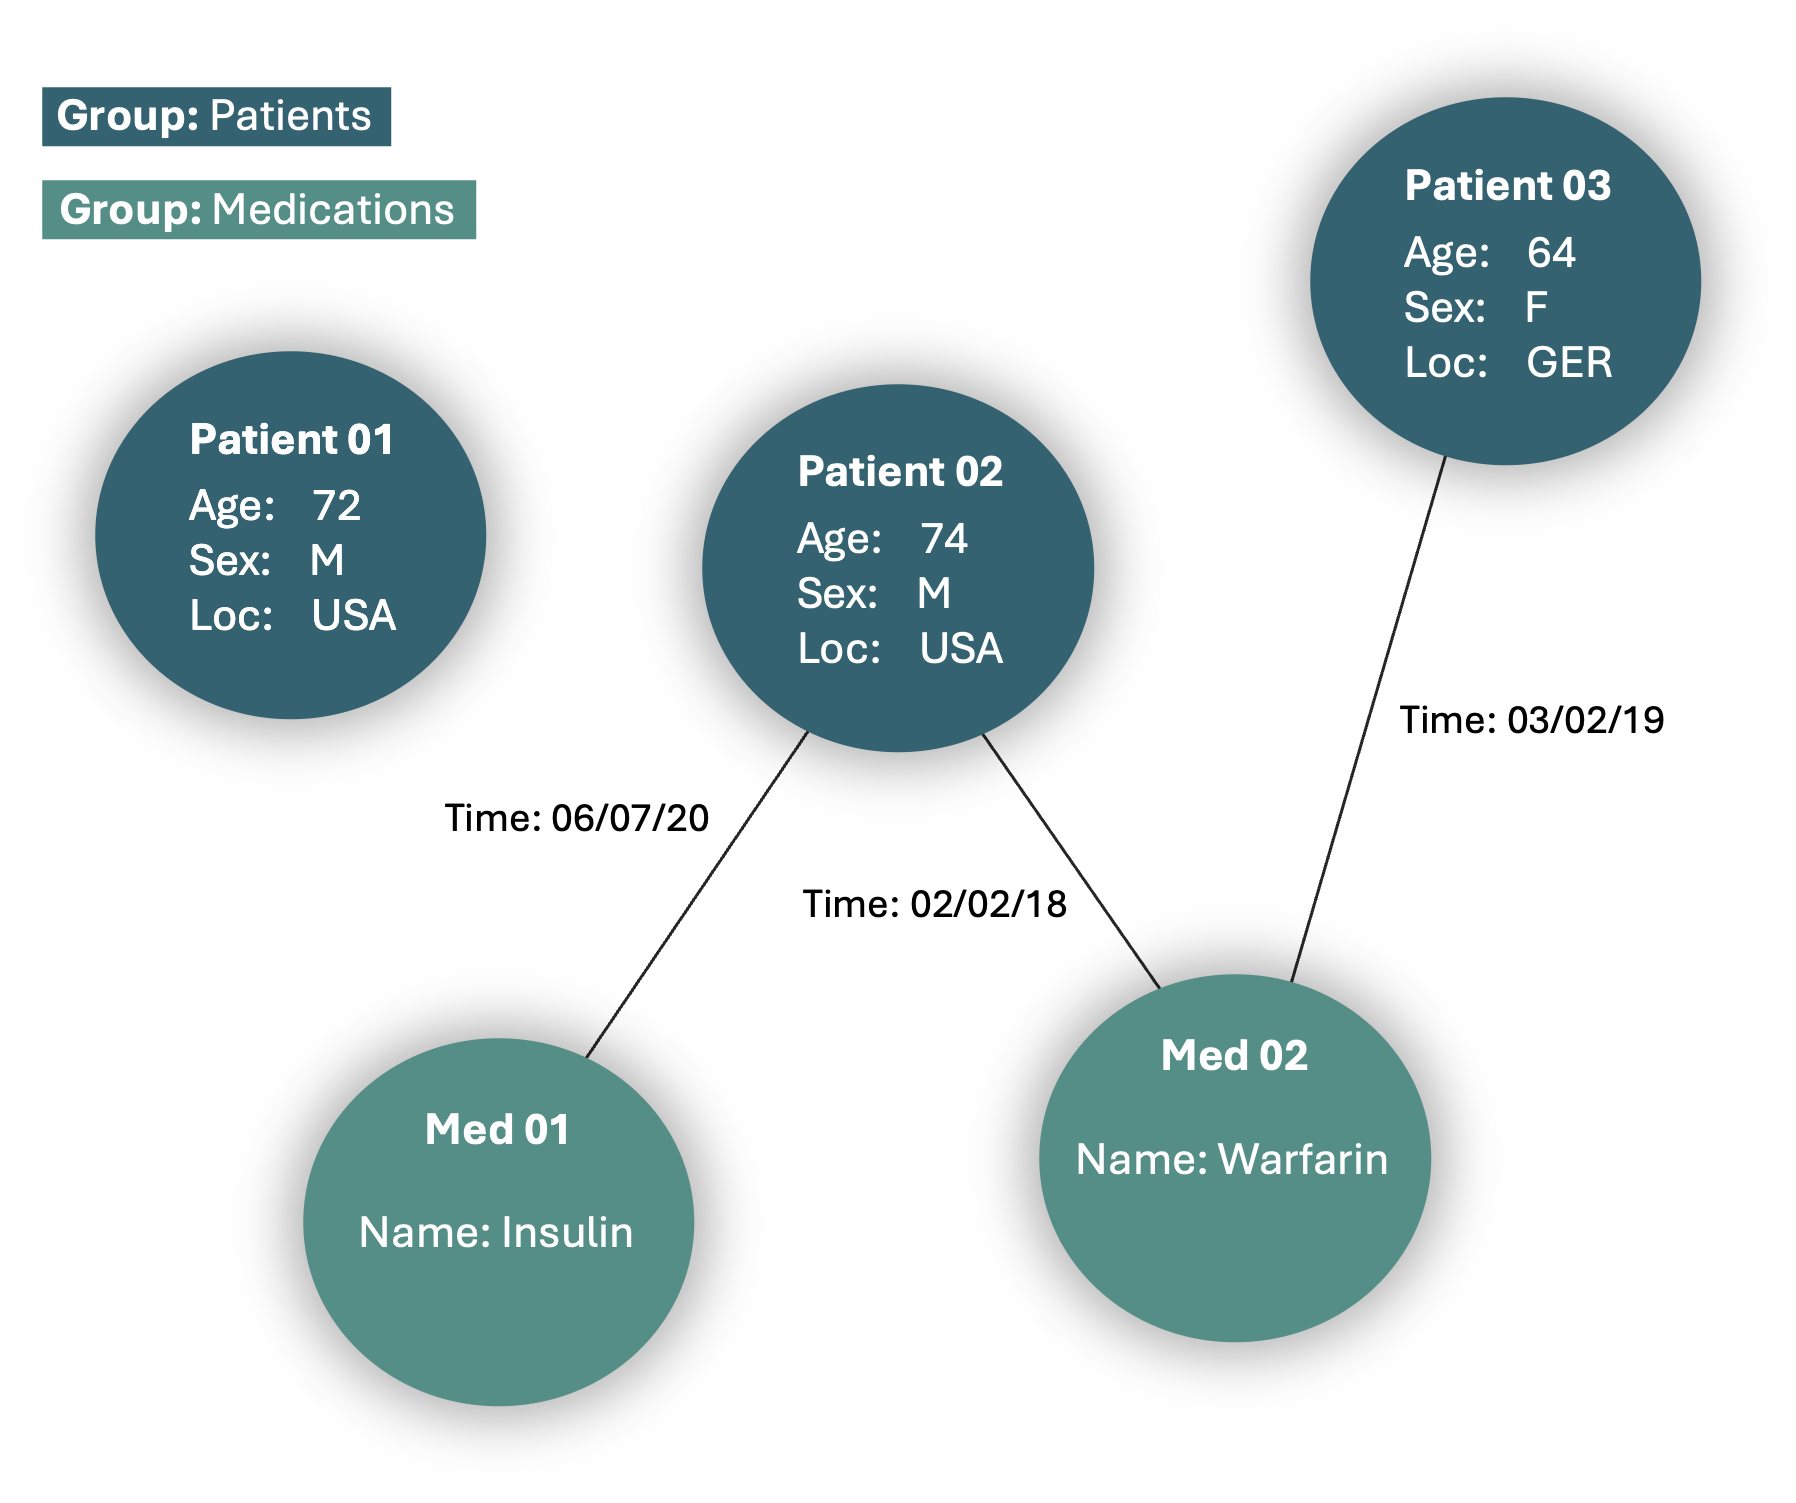 Group: Patients
Group: Medications
Patient 03
Age: 64
Sex: F
Loc: GER
Patient 01
Age: 72
Sex: M
Loc: USA
Patient 02
Age: 74
Sex: M
Loc: USA
Time: 03/02/19
Time: 06/07/20
Time: 02/02/18
Med 01
Name: Insulin
Med 02
Name: Warfarin